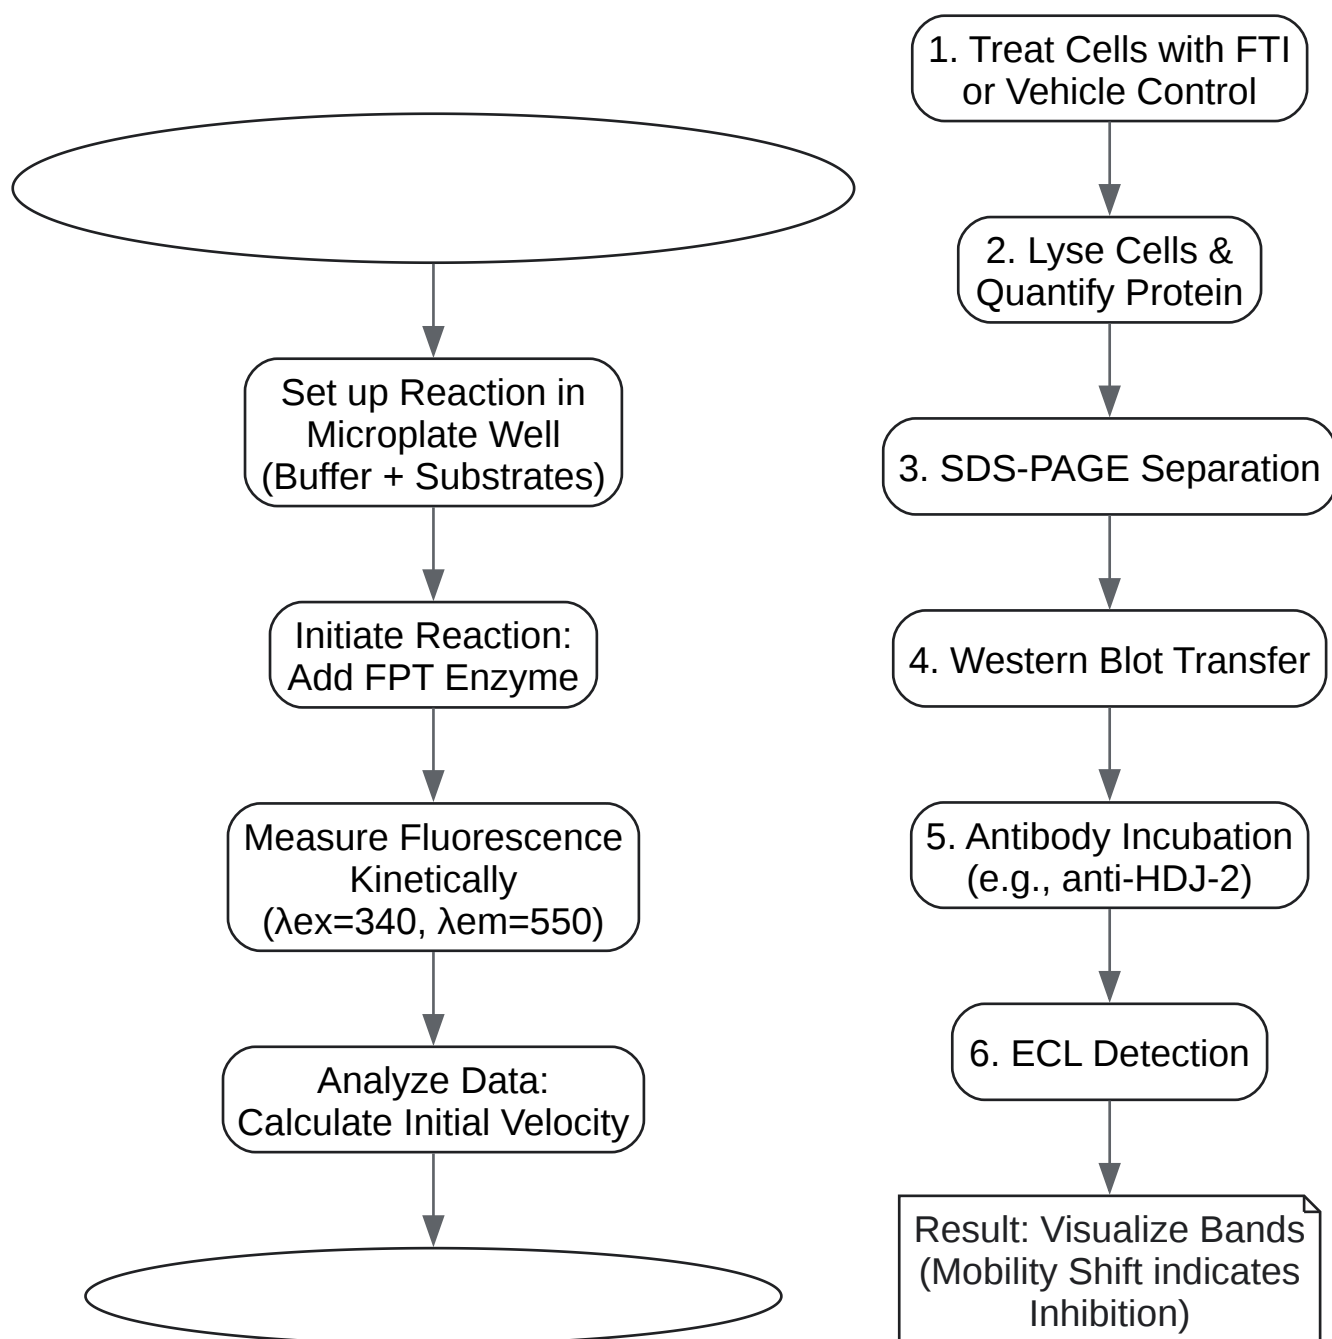 Set up Reaction in
Microplate Well
(Buffer + Substrates)
Initiate Reaction:
Add FPT Enzyme
Measure Fluorescence
Kinetically
(λex=340, λem=550)
Analyze Data:
Calculate Initial Velocity
1. Treat Cells with FTI
or Vehicle Control
2. Lyse Cells &
Quantify Protein
3. SDS-PAGE Separation
4. Western Blot Transfer
5. Antibody Incubation
(e.g., anti-HDJ-2)
6. ECL Detection
Result: Visualize Bands
(Mobility Shift indicates
Inhibition)